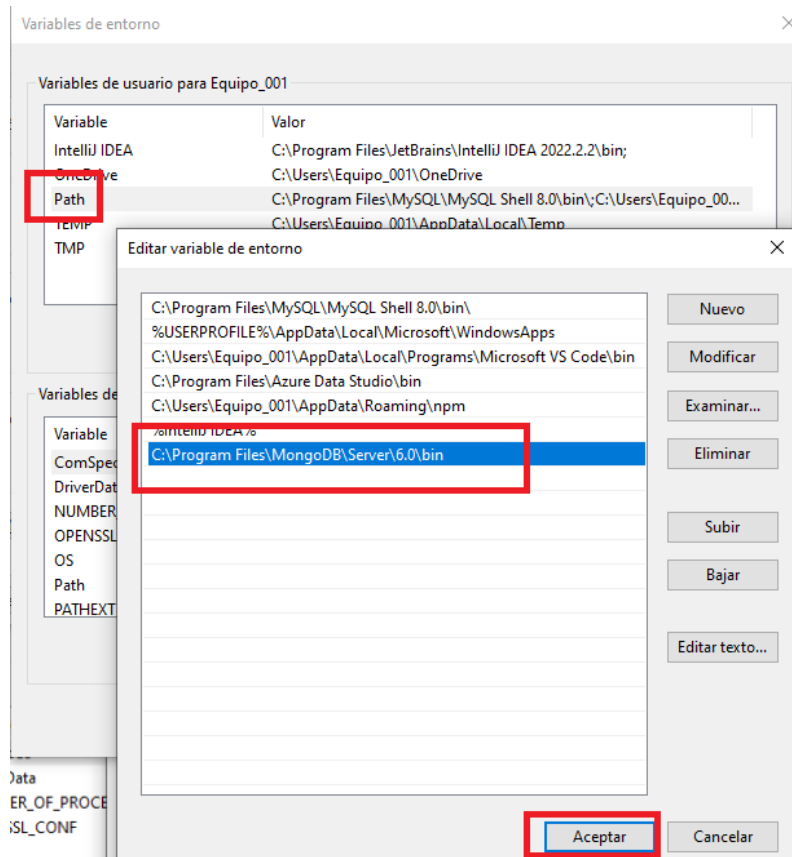 Variables de entorno
Variables de usuario para Equipo_001
Variable Valor
IntelliJ IDEA C:\Program Files\JetBrains\IntelliJ IDEA 2022.2.2\bin;
OneDrive C:\Users\Equipo_001\OneDrive
Path C:\Program Files\MySQL\MySQL Shell 8.0\bin\;C:\Users\Equipo_00...
TEMP C:\Users\Equipo_001\AppData\Local\Temp
TMP
Editar variable de entorno
C:\Program Files\MySQL\MySQL Shell 8.0\bin\
%USERPROFILE%\AppData\Local\Microsoft\WindowsApps
C:\Users\Equipo_001\AppData\Local\Programs\Microsoft VS Code\bin
C:\Program Files\Azure Data Studio\bin
C:\Users\Equipo_001\AppData\Roaming\npm
%IntelliJ IDEA%
C:\Program Files\MongoDB\Server\6.0\bin
Nuevo
Modificar
Examinar...
Eliminar
Subir
Bajar
Editar texto...
Variables de
Variable
ComSpec
DriverDat
NUMBER
OPENSSL
OS
Path
PATHEXT
Data
ER_OF_PROCE
SSL_CONF
Aceptar
Cancelar